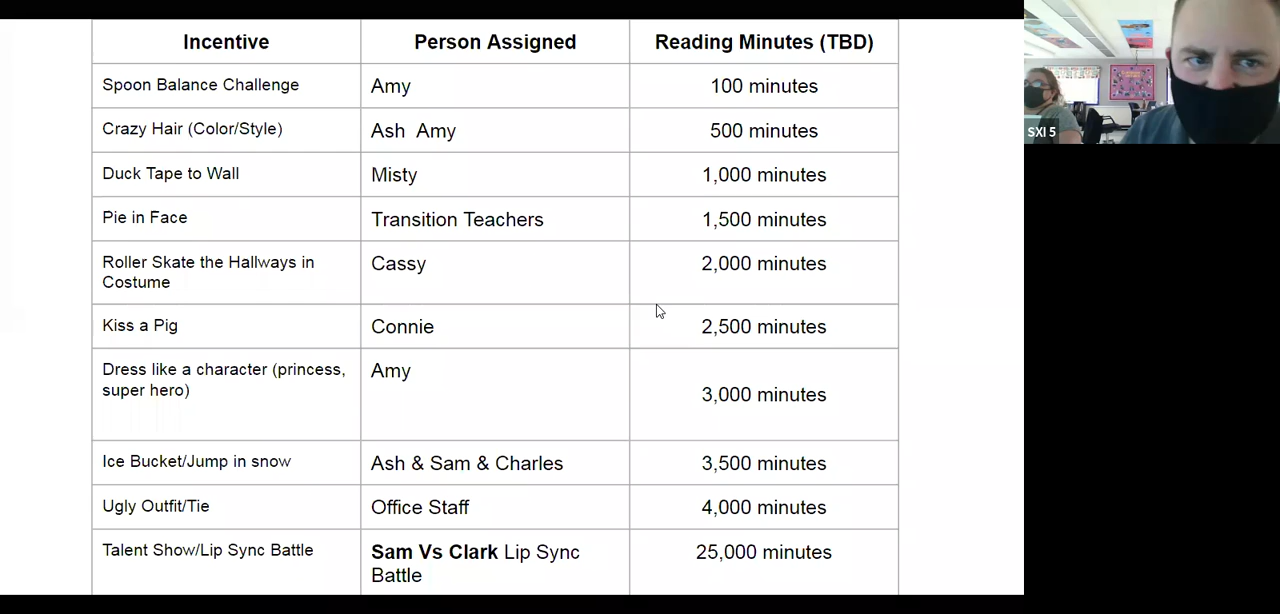 Incentive Person Assigned Reading Minutes (TBD)
Spoon Balance Challenge Amy 100 minutes
Crazy Hair (Color/Style) Ash Amy 500 minutes
Duck Tape to Wall Misty 1,000 minutes
Pie in Face Transition Teachers 1,500 minutes
Roller Skate the Hallways in Cassy 2,000 minutes
Costume
Kiss a Pig Connie 2,500 minutes
Dress like a character (princess, Amy
super hero) 3,000 minutes
Ice Bucket/Jump in snow Ash & Sam & Charles 3,500 minutes
Ugly Outfit/Tie Office Staff 4,000 minutes
Talent Show/Lip Sync Battle Sam Vs Clark Lip Sync 25,000 minutes
Battle
SXI 5